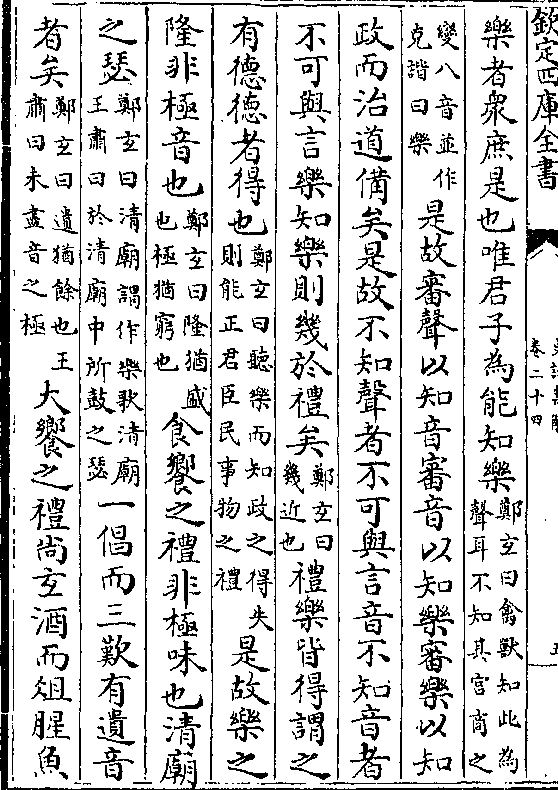 欽定四庫全書
卷二十四
五
樂者衆庶是也唯君子為能知樂鄭𤣥曰禽獸知此為聲耳不知其宮商之
變八音並作克諧曰樂是故審聲以知音審音以知樂審樂以知
政而治道備矣是故不知聲者不可與言音不知音者
不可與言樂知樂則幾於禮矣鄭𤣥曰幾近也禮樂皆得謂之
有德德者得也鄭𤣥曰聽樂而知政之得失則能正君臣民事物之禮是故樂之
隆非極音也鄭𤣥曰隆猶盛也極猶窮也食饗之禮非極味也清廟
之瑟鄭𤣥曰清廟謂作樂歌清廟王肅曰於清廟中所鼓之瑟一倡而三歎有遺音
者矣鄭𤣥曰遺猶餘也王肅曰未盡音之極大饗之禮尚𤣥酒而俎腥魚